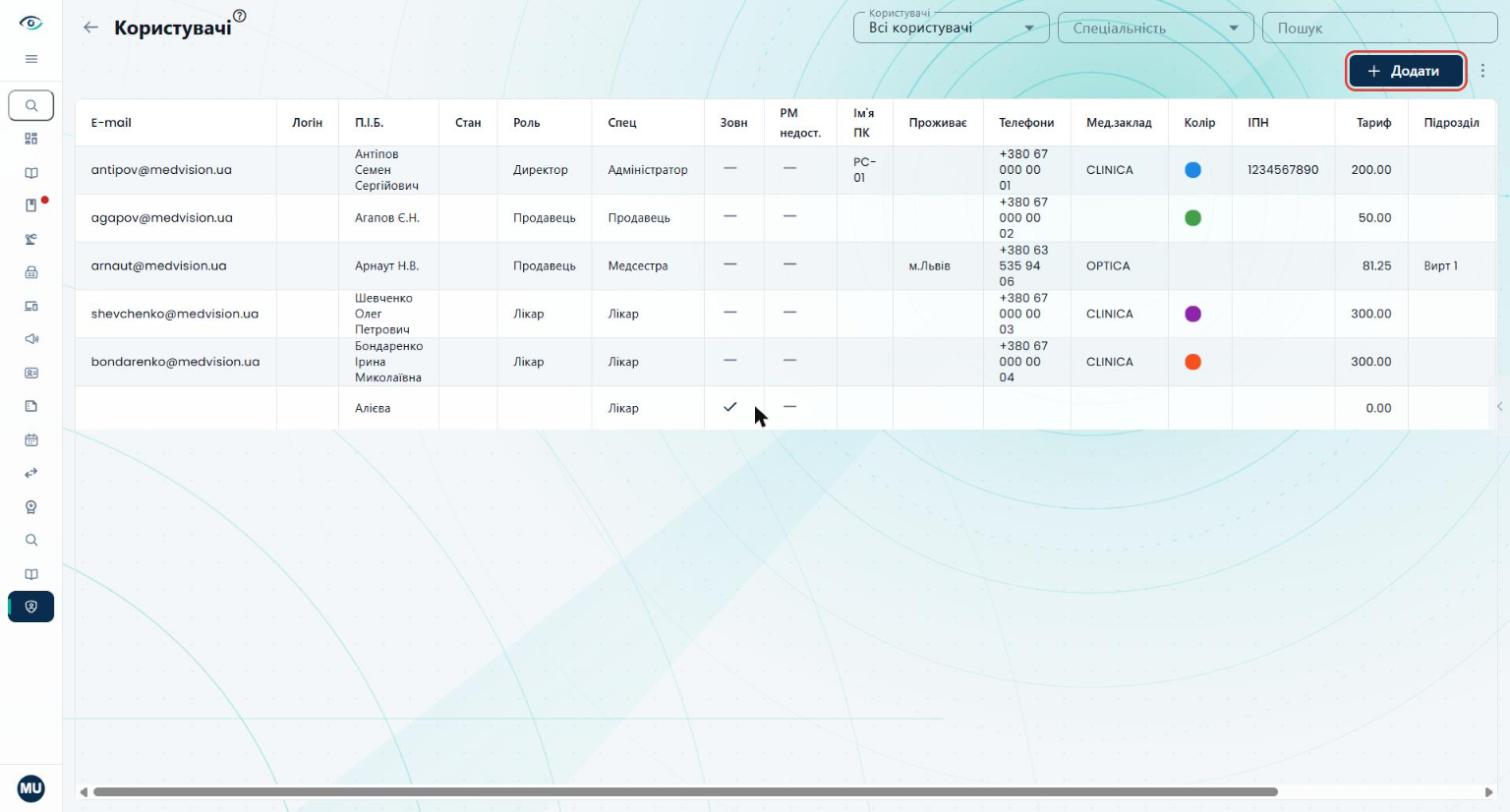 Користувачі
Користувачі
Всі користувачі
Спеціальність
Пошук
+ Додати
E-mail Логін П.І.Б. Стан Роль Спец Зовн РМ недост. Ім'я ПК Проживає Телефони Мед.заклад Колір ІПН Тариф Підрозділ
antipov@medvision.ua Антіпов Семен Сергійович Директор Адміністратор — — PC-01 +380 67 000 00 01 CLINICA 1234567890 200.00
agapov@medvision.ua Агапов Є.Н. Продавець Продавець — — +380 67 000 00 02 50.00
arnaut@medvision.ua Арнаут Н.В. Продавець Медсестра — — м.Львів +380 63 535 94 06 OPTICA 81.25 Вирт 1
shevchenko@medvision.ua Шевченко Олег Петрович Лікар Лікар — — +380 67 000 00 03 CLINICA 300.00
bondarenko@medvision.ua Бондаренко Ірина Миколаївна Лікар Лікар — — +380 67 000 00 04 CLINICA 300.00
Алієва Лікар ✓ — 0.00
MU